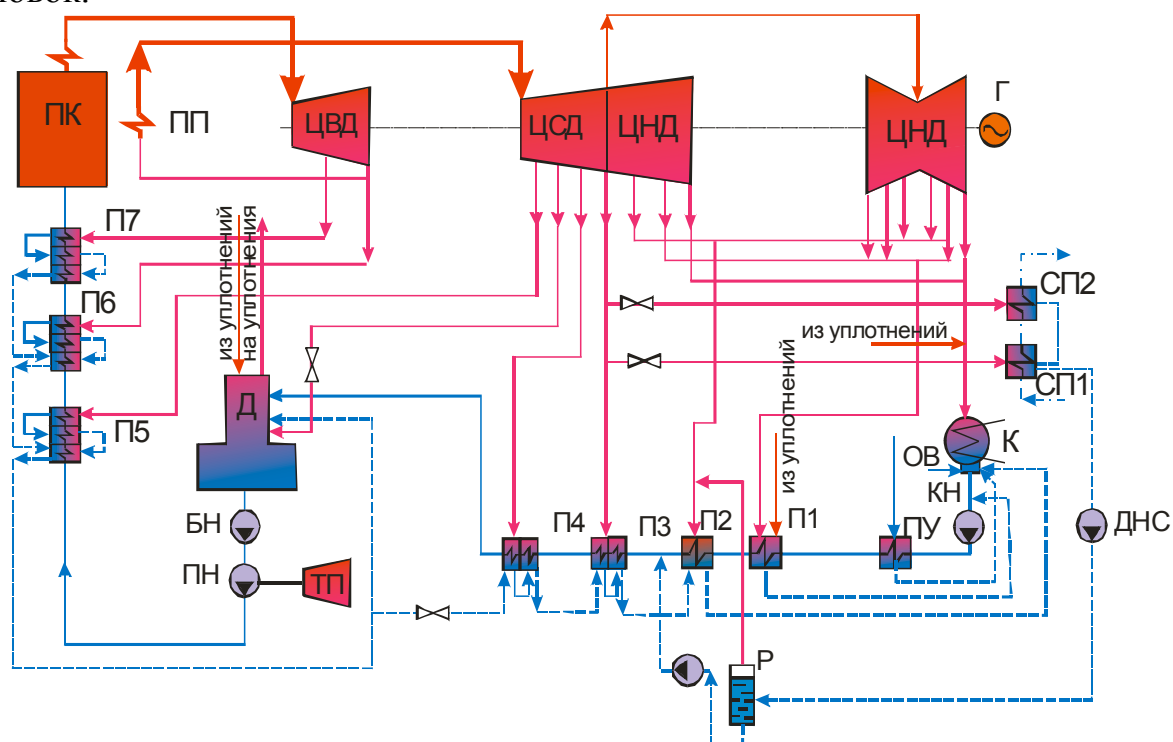 ПК
ПП
ЦВД
ЦСД
ЦНД
ЦНД
Г
П7
из уплотнений
на уплотнения
СП2
П6
из уплотнений
СП1
П5
Д
из уплотнений
К
ОВ
КН
БН
П4
П3
П2
П1
ПУ
ДНС
ПН
ТП
Р